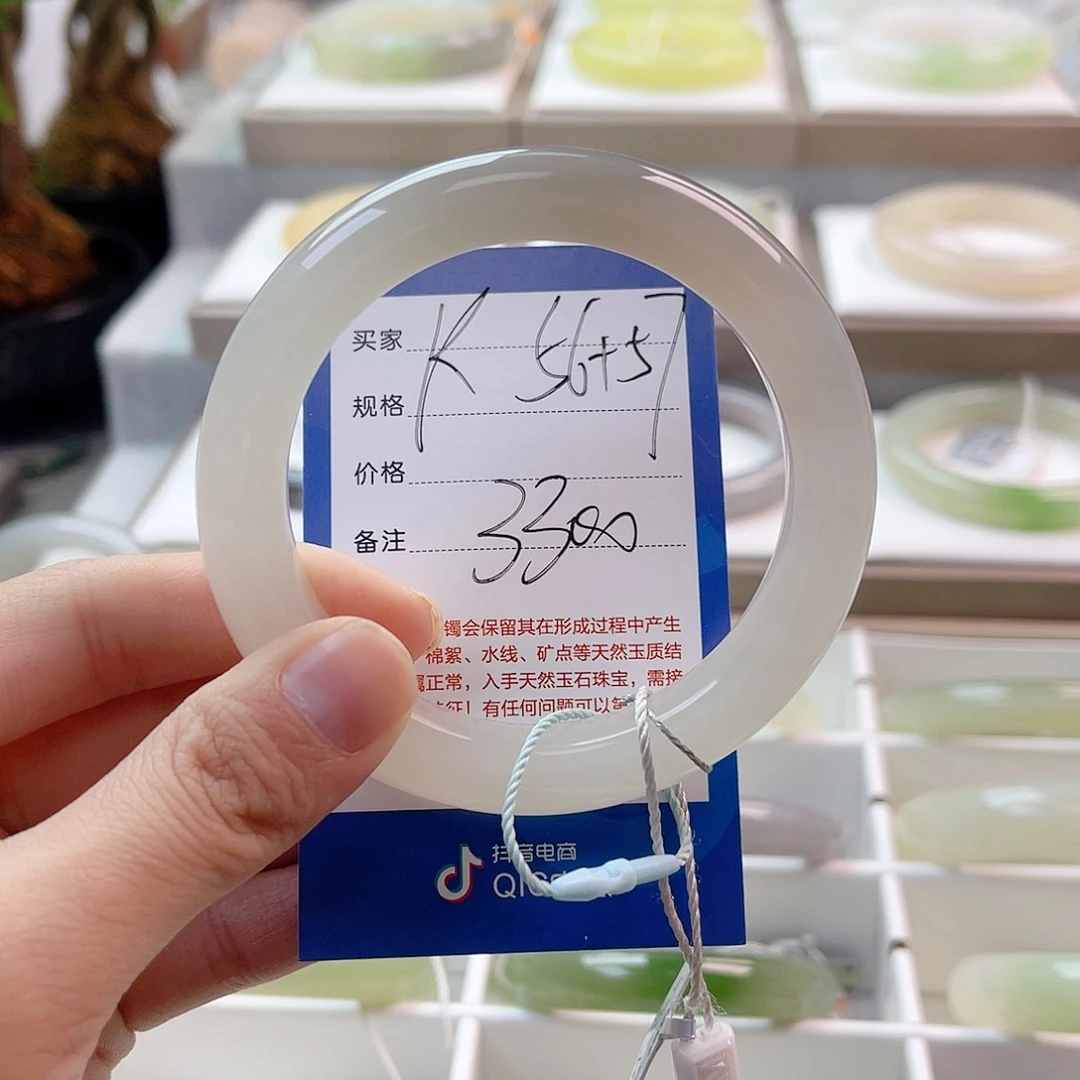 买家 K 56+57
规格
价格
备注 3300
镯会保留其在形成过程中产生
棉絮、水线、矿点等天然玉质结
属正常，入手天然玉石珠宝，需接
征！有任何问题可以
抖音电商